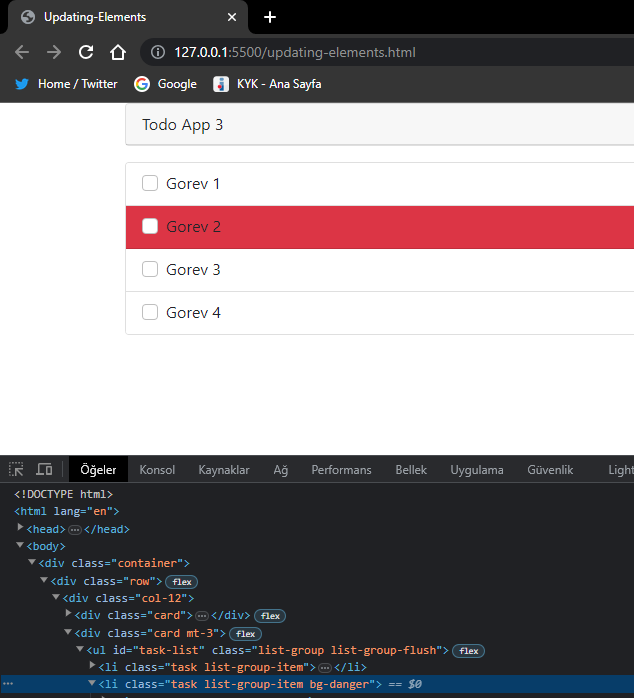 Updating-Elements
127.0.0.1:5500/updating-elements.html
Home / Twitter Google KYK - Ana Sayfa
Todo App 3
Gorev 1
Gorev 2
Gorev 3
Gorev 4
Öğeler Konsol Kaynaklar Ağ Performans Bellek Uygulama Güvenlik Light
<!DOCTYPE html>
<html lang="en">
<head>…</head>
<body>
<div class="container">
<div class="row"> flex
<div class="col-12">
<div class="card">…</div> flex
<div class="card mt-3"> flex
<ul id="task-list" class="list-group list-group-flush"> flex
<li class="task list-group-item">…</li>
<li class="task list-group-item bg-danger"> == $0